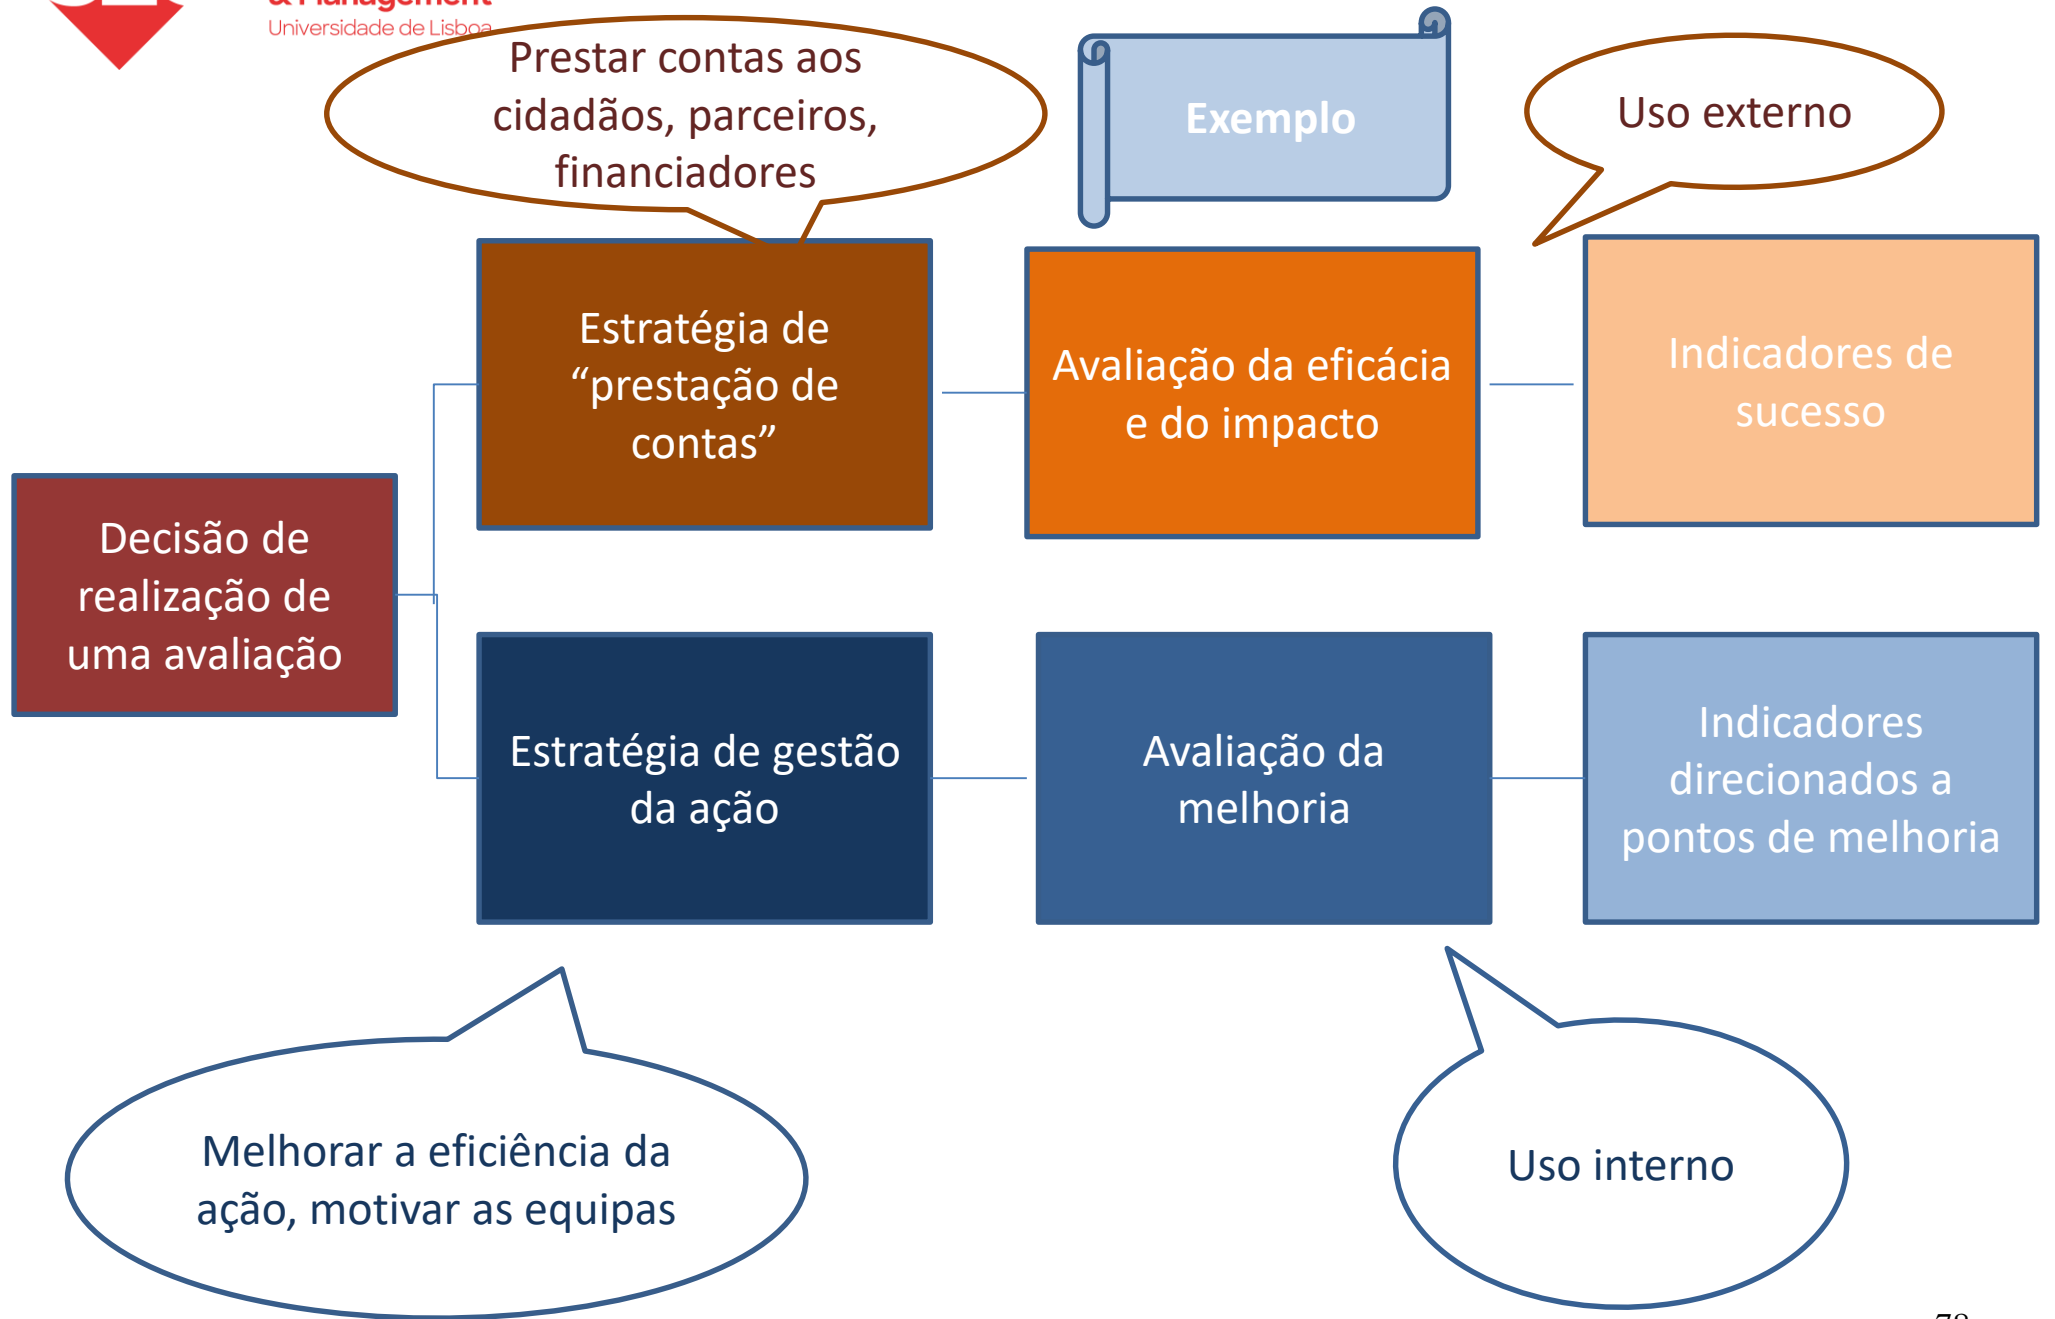 & Management
Universidade de Lisboa
Prestar contas aos
cidadãos, parceiros,
financiadores
Exemplo
Uso externo
Estratégia de
“prestação de
contas”
Avaliação da eficácia
e do impacto
Indicadores de
sucesso
Decisão de
realização de
uma avaliação
Estratégia de gestão
da ação
Avaliação da
melhoria
Indicadores
direcionados a
pontos de melhoria
Melhorar a eficiência da
ação, motivar as equipas
Uso interno